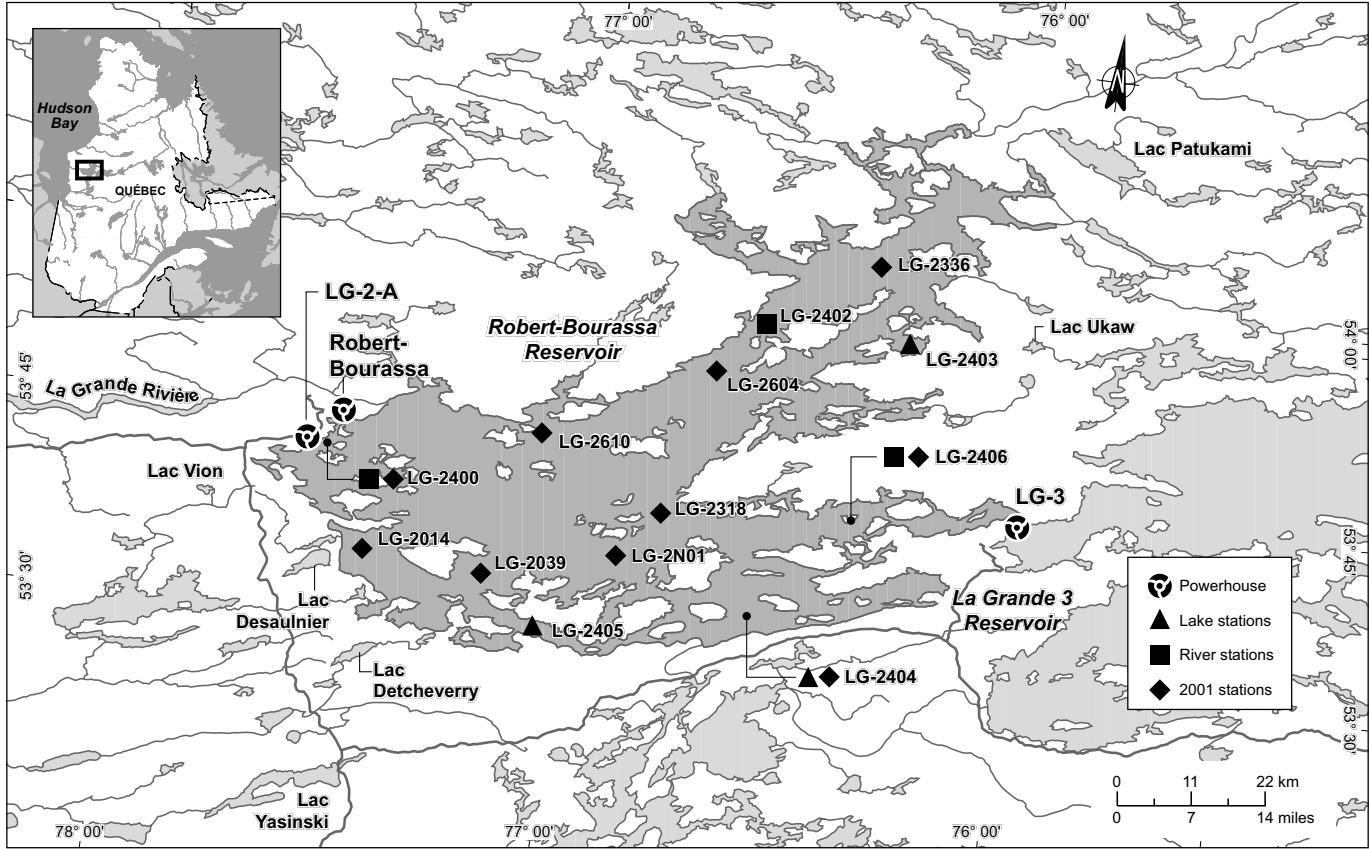 77° 00'
76° 00'
Hudson
Bay
QUÉBEC
Lac Patukami
LG-2336
LG-2-A
LG-2402
Robert-Bourassa
Reservoir
Lac Ukaw
Robert-
Bourassa
LG-2403
54° 00'
53° 45'
La Grande Rivière
LG-2604
LG-2610
Lac Vion
LG-2400
LG-2406
LG-3
LG-2318
LG-2014
LG-2N01
LG-2039
53° 45'
53° 30'
Lac
Desaulnier
La Grande 3
Reservoir
LG-2405
Lac
Detcheverry
LG-2404
Powerhouse
Lake stations
River stations
2001 stations
53° 30'
Lac
Yasinski
0 11 22 km
0 7 14 miles
78° 00'
77° 00'
76° 00'